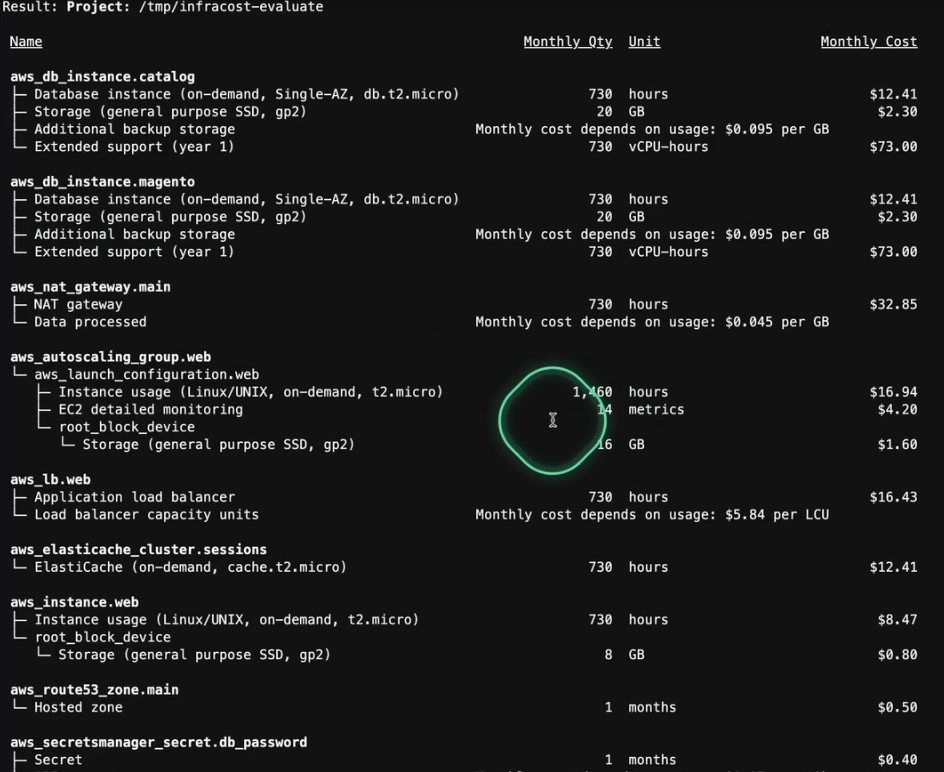 Result: Project: /tmp/infracost-evaluate
Name Monthly Qty Unit Monthly Cost
aws_db_instance.catalog
├─ Database instance (on-demand, Single-AZ, db.t2.micro) 730 hours $12.41
├─ Storage (general purpose SSD, gp2) 20 GB $2.30
├─ Additional backup storage Monthly cost depends on usage: $0.095 per GB
└─ Extended support (year 1) 730 vCPU-hours $73.00
aws_db_instance.magento
├─ Database instance (on-demand, Single-AZ, db.t2.micro) 730 hours $12.41
├─ Storage (general purpose SSD, gp2) 20 GB $2.30
├─ Additional backup storage Monthly cost depends on usage: $0.095 per GB
└─ Extended support (year 1) 730 vCPU-hours $73.00
aws_nat_gateway.main
├─ NAT gateway 730 hours $32.85
└─ Data processed Monthly cost depends on usage: $0.045 per GB
aws_autoscaling_group.web
└─ aws_launch_configuration.web
├─ Instance usage (Linux/UNIX, on-demand, t2.micro) 1,460 hours $16.94
├─ EC2 detailed monitoring 14 metrics $4.20
└─ root_block_device
└─ Storage (general purpose SSD, gp2) 16 GB $1.60
aws_lb.web
├─ Application load balancer 730 hours $16.43
└─ Load balancer capacity units Monthly cost depends on usage: $5.84 per LCU
aws_elasticache_cluster.sessions
└─ ElastiCache (on-demand, cache.t2.micro) 730 hours $12.41
aws_instance.web
├─ Instance usage (Linux/UNIX, on-demand, t2.micro) 730 hours $8.47
└─ root_block_device
└─ Storage (general purpose SSD, gp2) 8 GB $0.80
aws_route53_zone.main
└─ Hosted zone 1 months $0.50
aws_secretsmanager_secret.db_password
├─ Secret 1 months $0.40